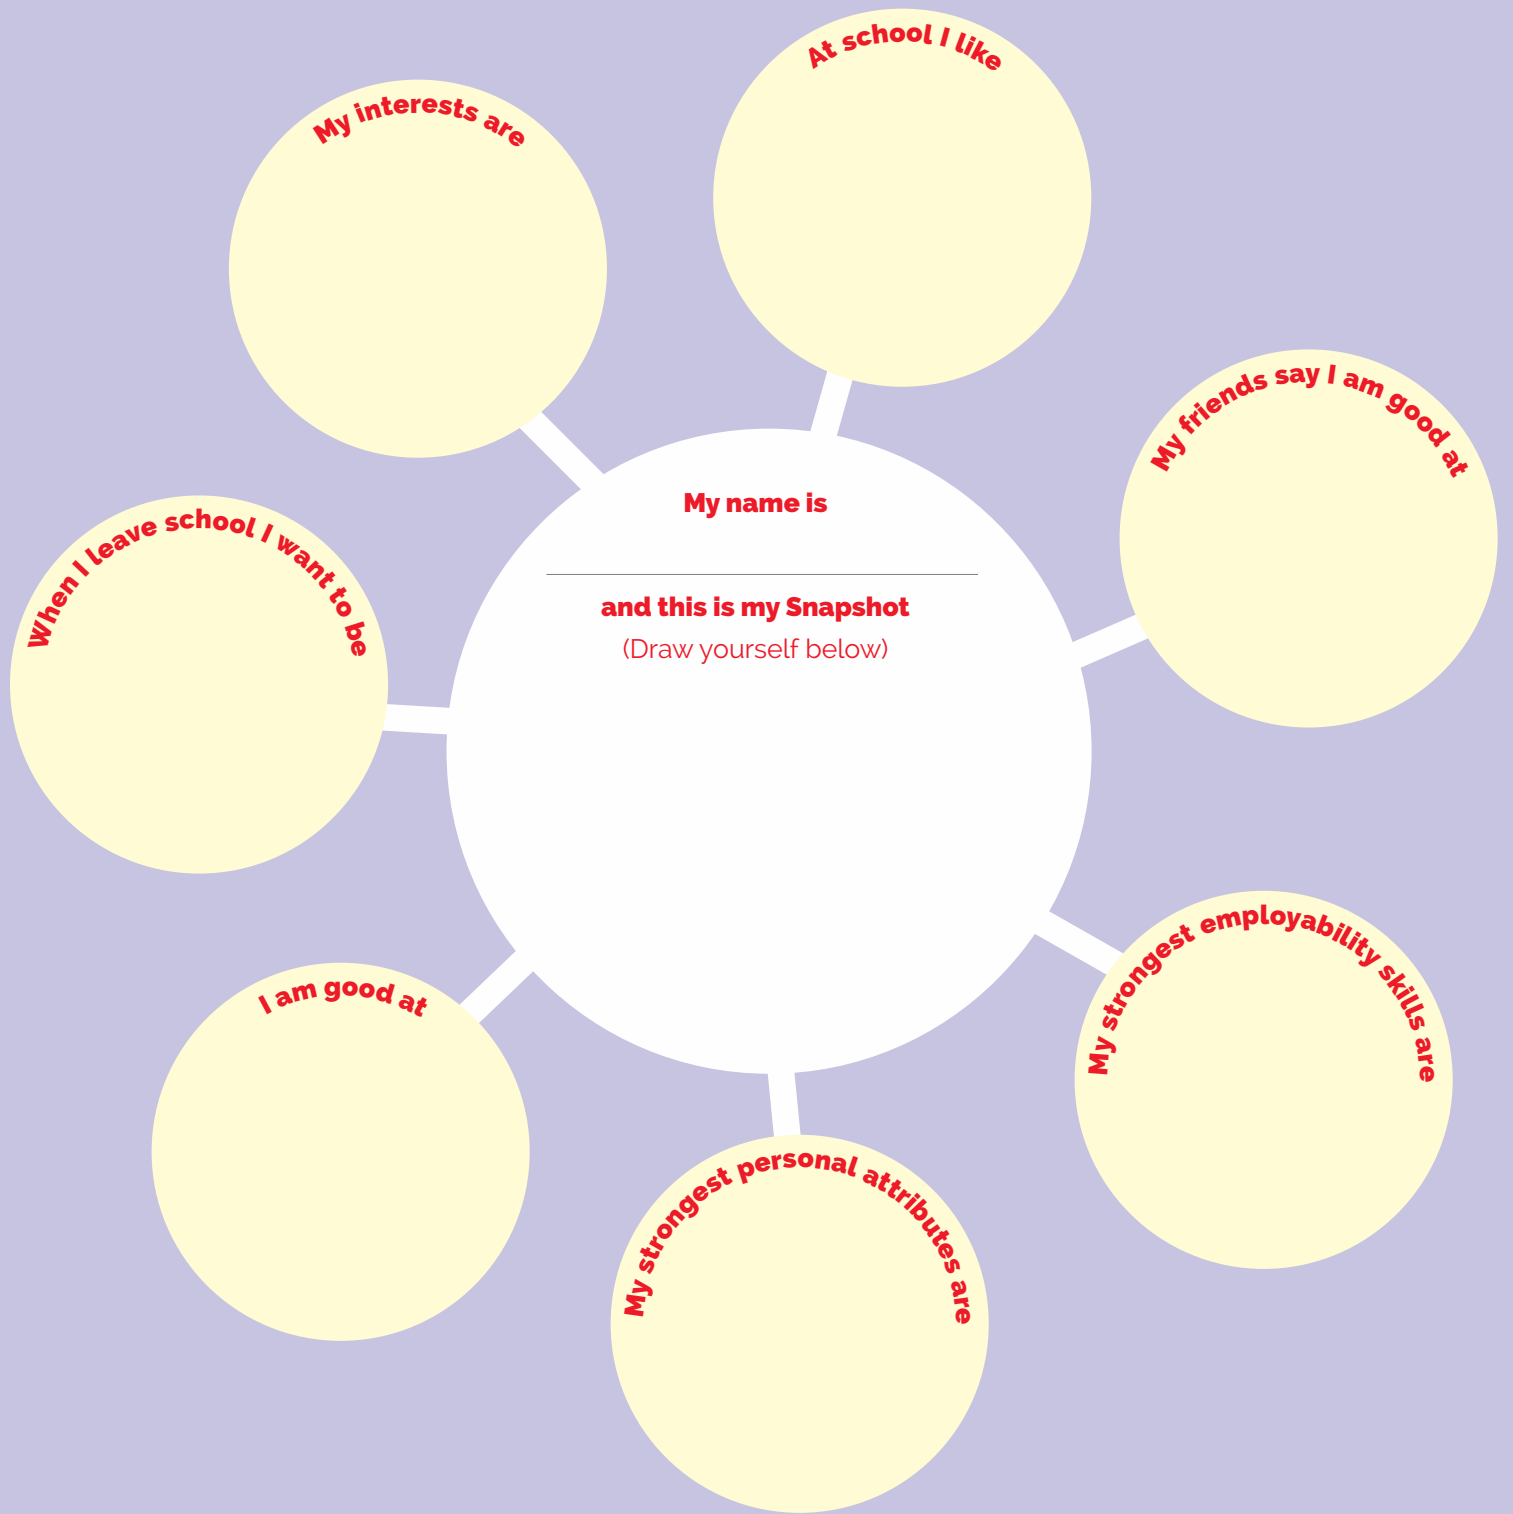 At school I like
My interests are
My friends say I am good at
My name is
and this is my Snapshot
(Draw yourself below)
When I leave school I want to be
My strongest employability skills are
I am good at
My strongest personal attributes are